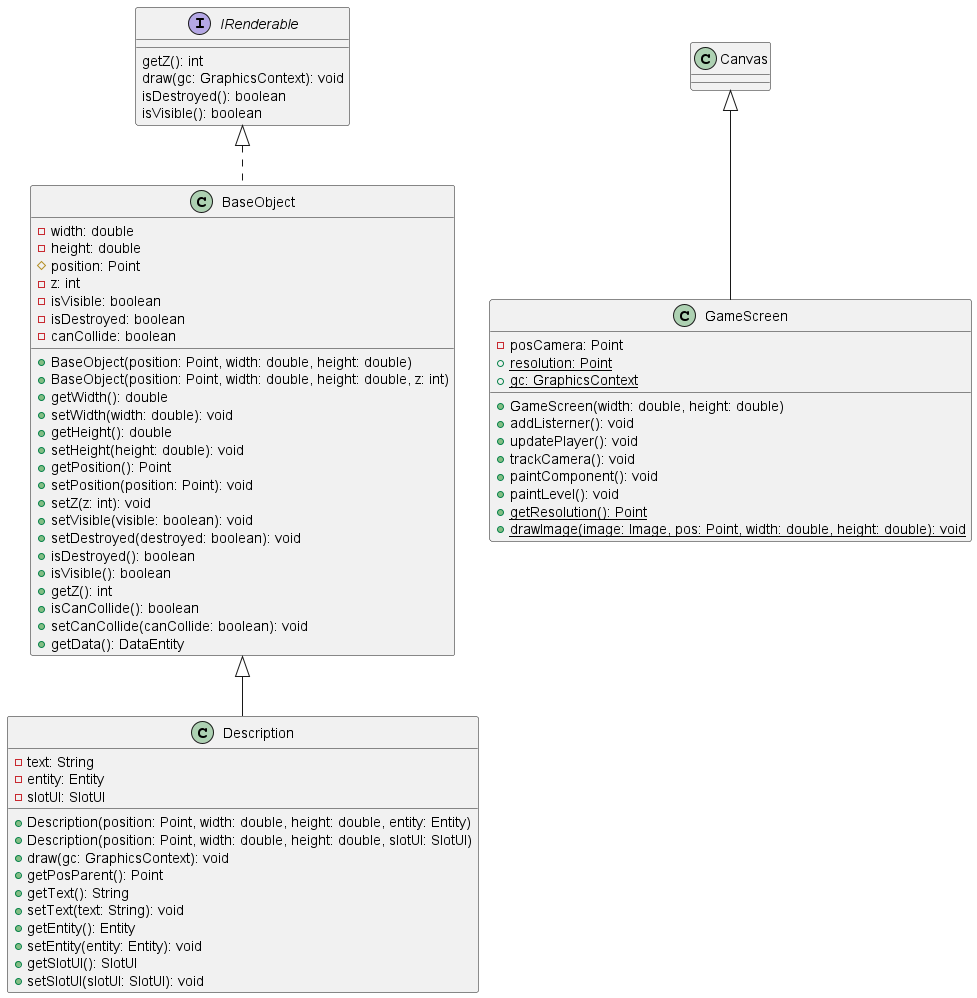 I IRenderable
getZ(): int
draw(gc: GraphicsContext): void
isDestroyed(): boolean
isVisible(): boolean
C BaseObject
width: double
height: double
position: Point
z: int
isVisible: boolean
isDestroyed: boolean
canCollide: boolean
BaseObject(position: Point, width: double, height: double)
BaseObject(position: Point, width: double, height: double, z: int)
getWidth(): double
setWidth(width: double): void
getHeight(): double
setHeight(height: double): void
getPosition(): Point
setPosition(position: Point): void
setZ(z: int): void
setVisible(visible: boolean): void
setDestroyed(destroyed: boolean): void
isDestroyed(): boolean
isVisible(): boolean
getZ(): int
isCanCollide(): boolean
setCanCollide(canCollide: boolean): void
getData(): DataEntity
C Description
text: String
entity: Entity
slotUI: SlotUI
Description(position: Point, width: double, height: double, entity: Entity)
Description(position: Point, width: double, height: double, slotUI: SlotUI)
draw(gc: GraphicsContext): void
getPosParent(): Point
getText(): String
setText(text: String): void
getEntity(): Entity
setEntity(entity: Entity): void
getSlotUI(): SlotUI
setSlotUI(slotUI: SlotUI): void
C Canvas
C GameScreen
posCamera: Point
resolution: Point
gc: GraphicsContext
GameScreen(width: double, height: double)
addListerner(): void
updatePlayer(): void
trackCamera(): void
paintComponent(): void
paintLevel(): void
getResolution(): Point
drawImage(image: Image, pos: Point, width: double, height: double): void